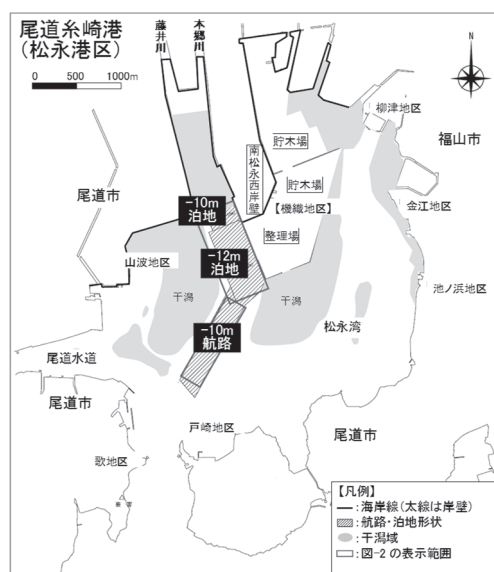 尾道糸崎港
(松永港区)
0 500 1000m
藤井川
本郷川
N
柳津地区
福山市
貯木場
南松永西岸壁
尾道市
貯木場
【機織地区】
金江地区
-10m
泊地
整理場
山波地区
-12m
泊地
池ノ浜地区
干潟
干潟
松永湾
-10m
航路
尾道水道
尾道市
戸崎地区
尾道市
歌地区
【凡例】
:海岸線(太線は岸壁)
:航路・泊地形状
:干潟域
:図-2の表示範囲